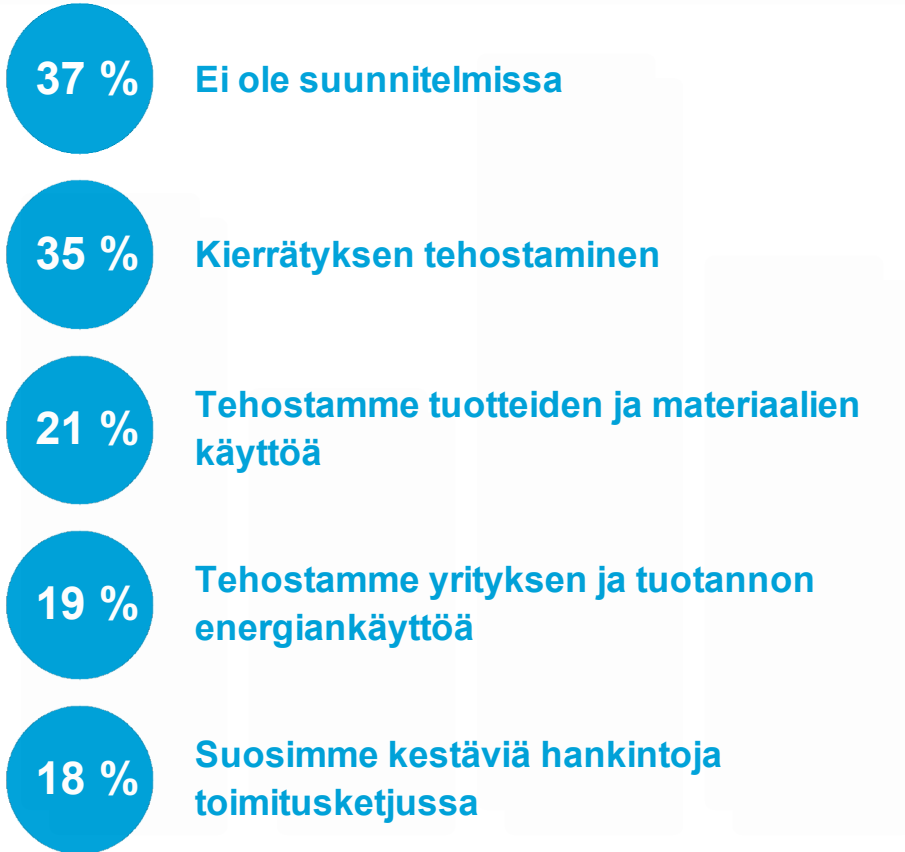 37 %
Ei ole suunnitelmissa
35 %
Kierrätyksen tehostaminen
21 %
Tehostamme tuotteiden ja materiaalien
käyttöä
19 %
Tehostamme yrityksen ja tuotannon
energiankäyttöä
18 %
Suosimme kestäviä hankintoja
toimitusketjussa